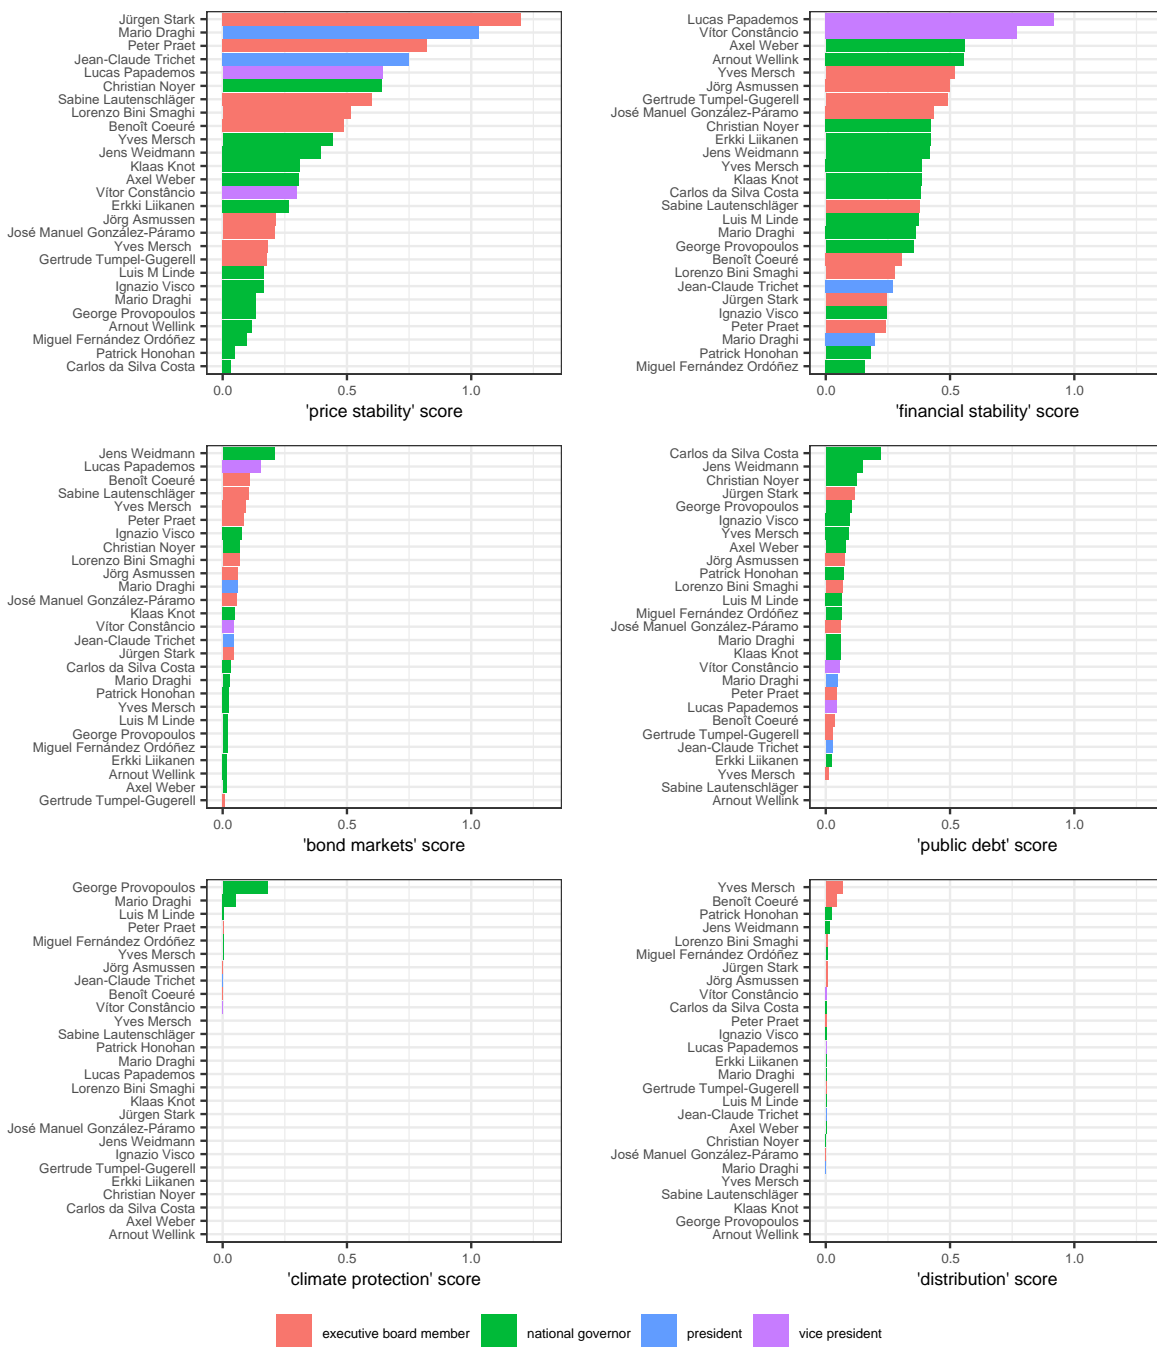 Jürgen Stark
Mario Draghi
Peter Praet
Jean-Claude Trichet
Lucas Papademos
Christian Noyer
Sabine Lautenschläger
Lorenzo Bini Smaghi
Benoît Coeuré
Yves Mersch
Jens Weidmann
Klaas Knot
Axel Weber
Vítor Constâncio
Erkki Liikanen
Jörg Asmussen
José Manuel González-Páramo
Yves Mersch
Gertrude Tumpel-Gugerell
Luis M Linde
Ignazio Visco
Mario Draghi
George Provopoulos
Arnout Wellink
Miguel Fernández Ordóñez
Patrick Honohan
Carlos da Silva Costa
0.0 0.5 1.0
'price stability' score
Lucas Papademos
Vítor Constâncio
Axel Weber
Arnout Wellink
Yves Mersch
Jörg Asmussen
Gertrude Tumpel-Gugerell
José Manuel González-Páramo
Christian Noyer
Erkki Liikanen
Jens Weidmann
Yves Mersch
Klaas Knot
Carlos da Silva Costa
Sabine Lautenschläger
Luis M Linde
Mario Draghi
George Provopoulos
Benoît Coeuré
Lorenzo Bini Smaghi
Jean-Claude Trichet
Jürgen Stark
Ignazio Visco
Peter Praet
Mario Draghi
Patrick Honohan
Miguel Fernández Ordóñez
0.0 0.5 1.0
'financial stability' score
Jens Weidmann
Lucas Papademos
Benoît Coeuré
Sabine Lautenschläger
Yves Mersch
Peter Praet
Ignazio Visco
Christian Noyer
Lorenzo Bini Smaghi
Jörg Asmussen
Mario Draghi
José Manuel González-Páramo
Klaas Knot
Vítor Constâncio
Jean-Claude Trichet
Jürgen Stark
Carlos da Silva Costa
Mario Draghi
Patrick Honohan
Yves Mersch
Luis M Linde
George Provopoulos
Miguel Fernández Ordóñez
Erkki Liikanen
Arnout Wellink
Axel Weber
Gertrude Tumpel-Gugerell
0.0 0.5 1.0
'bond markets' score
Carlos da Silva Costa
Jens Weidmann
Christian Noyer
Jürgen Stark
George Provopoulos
Ignazio Visco
Yves Mersch
Axel Weber
Jörg Asmussen
Patrick Honohan
Lorenzo Bini Smaghi
Luis M Linde
Miguel Fernández Ordóñez
José Manuel González-Páramo
Mario Draghi
Klaas Knot
Vítor Constâncio
Mario Draghi
Peter Praet
Lucas Papademos
Benoît Coeuré
Gertrude Tumpel-Gugerell
Jean-Claude Trichet
Erkki Liikanen
Yves Mersch
Sabine Lautenschläger
Arnout Wellink
0.0 0.5 1.0
'public debt' score
George Provopoulos
Mario Draghi
Luis M Linde
Peter Praet
Miguel Fernández Ordóñez
Yves Mersch
Jörg Asmussen
Jean-Claude Trichet
Benoît Coeuré
Vítor Constâncio
Yves Mersch
Sabine Lautenschläger
Patrick Honohan
Mario Draghi
Lucas Papademos
Lorenzo Bini Smaghi
Klaas Knot
Jürgen Stark
José Manuel González-Páramo
Jens Weidmann
Ignazio Visco
Gertrude Tumpel-Gugerell
Erkki Liikanen
Christian Noyer
Carlos da Silva Costa
Axel Weber
Arnout Wellink
0.0 0.5 1.0
'climate protection' score
Yves Mersch
Benoît Coeuré
Patrick Honohan
Jens Weidmann
Lorenzo Bini Smaghi
Miguel Fernández Ordóñez
Jürgen Stark
Jörg Asmussen
Vítor Constâncio
Carlos da Silva Costa
Peter Praet
Ignazio Visco
Lucas Papademos
Erkki Liikanen
Mario Draghi
Gertrude Tumpel-Gugerell
Luis M Linde
Jean-Claude Trichet
Axel Weber
Christian Noyer
José Manuel González-Páramo
Mario Draghi
Yves Mersch
Sabine Lautenschläger
Klaas Knot
George Provopoulos
Arnout Wellink
0.0 0.5 1.0
'distribution' score
executive board member national governor president vice president